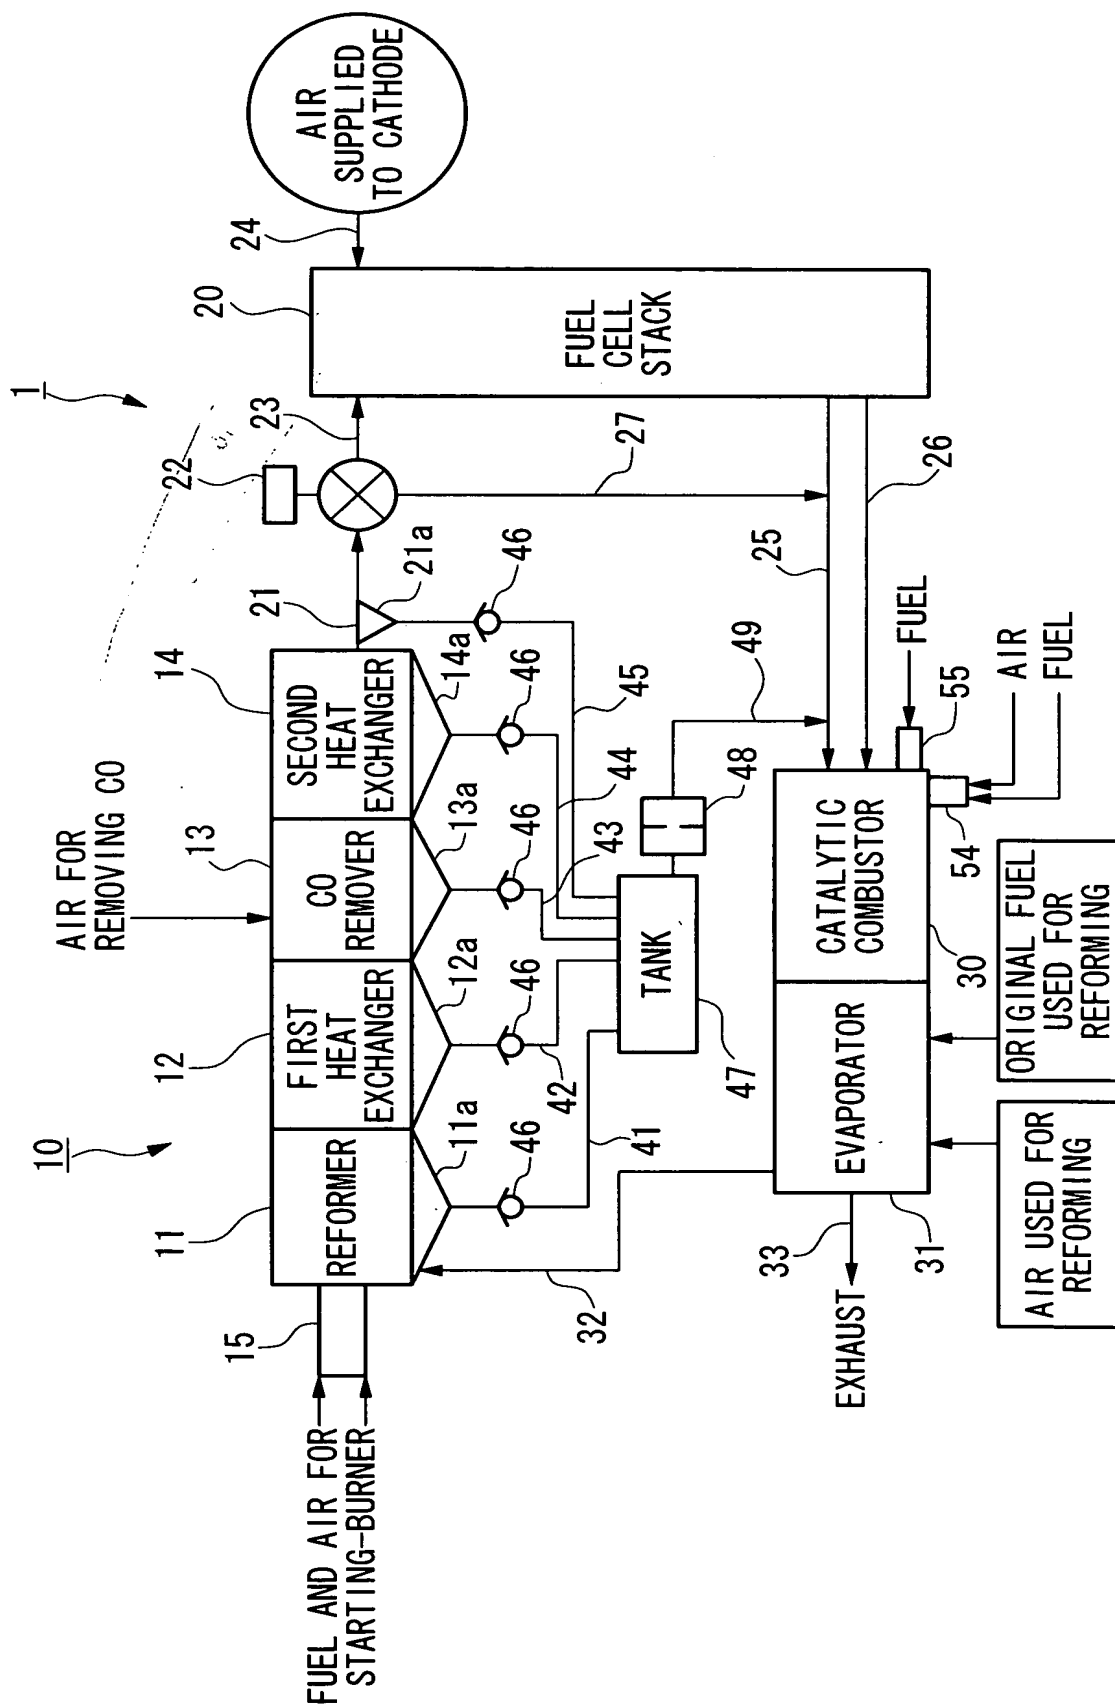 1
10
AIR FOR
REMOVING CO
11
12
13
14
15
REFORMER
FIRST
HEAT
EXCHANGER
CO
REMOVER
SECOND
HEAT
EXCHANGER
21
22
23
20
24
AIR
SUPPLIED
TO CATHODE
FUEL
CELL
STACK
FUEL AND AIR FOR
STARTING-BURNER
11a
12a
13a
14a
21a
46
46
46
46
46
41
42
43
44
45
32
TANK
47
48
49
27
25
26
EXHAUST
33
EVAPORATOR
CATALYTIC
COMBUSTOR
31
30
54
55
FUEL
AIR
FUEL
AIR USED FOR
REFORMING
ORIGINAL FUEL
USED FOR
REFORMING